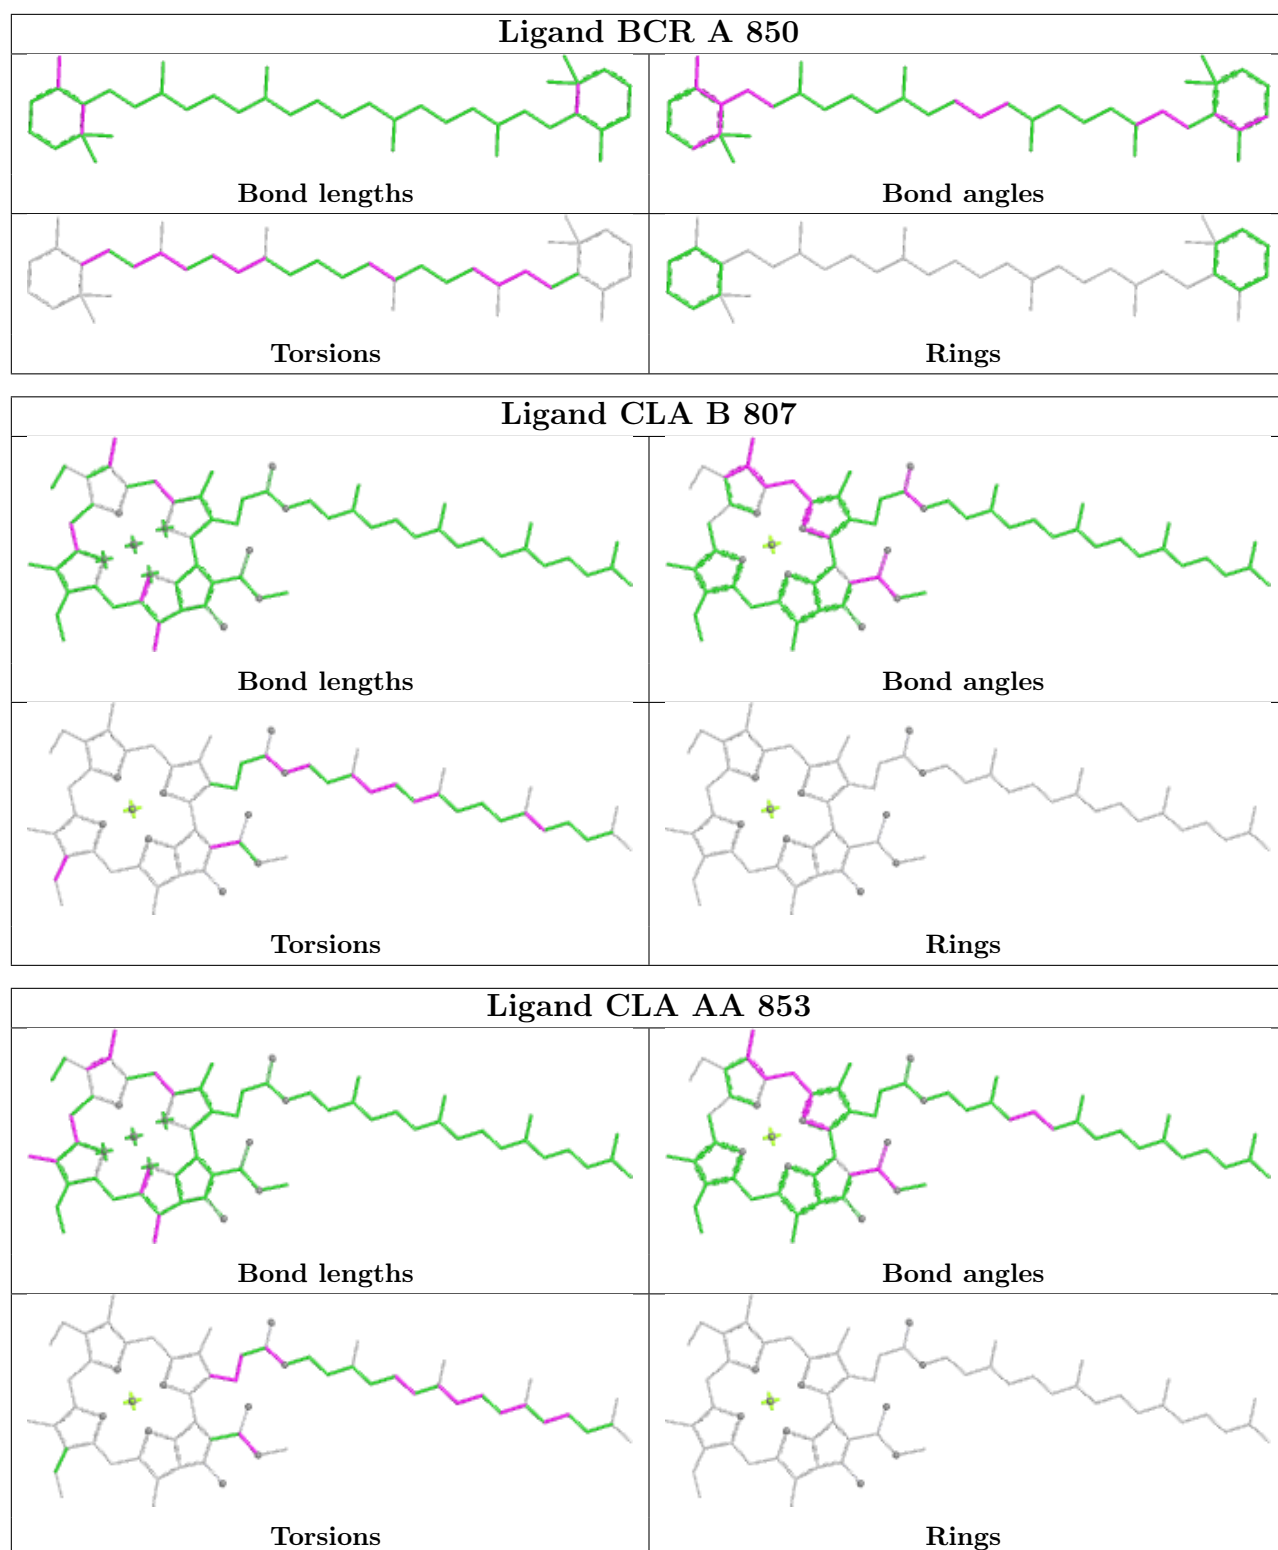 Ligand BCR A 850
Bond lengths
Bond angles
Torsions
Rings
Ligand CLA B 807
Bond lengths
Bond angles
Torsions
Rings
Ligand CLA AA 853
Bond lengths
Bond angles
Torsions
Rings